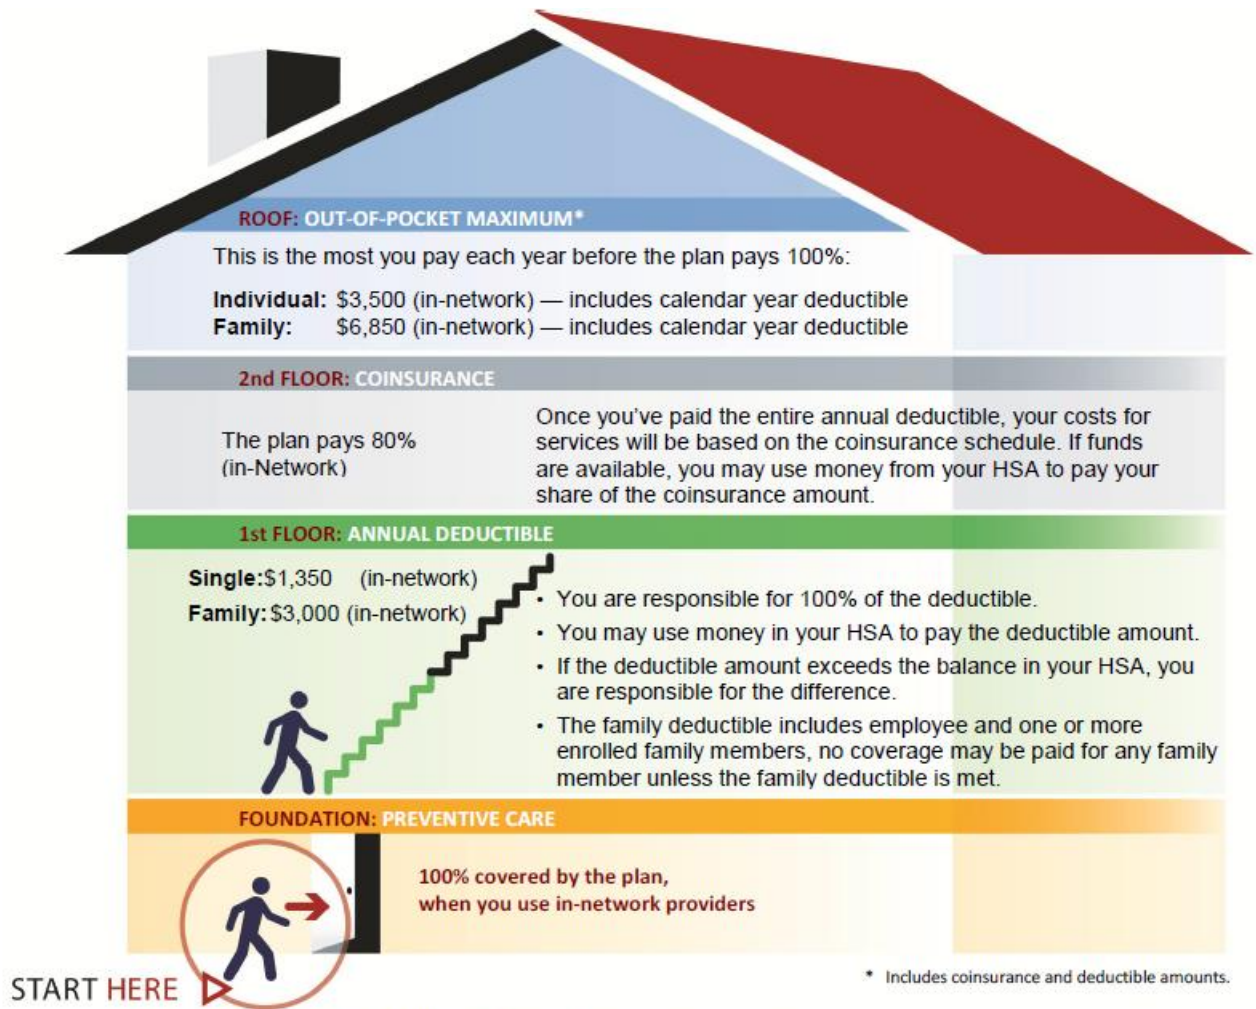 ROOF: OUT-OF-POCKET MAXIMUM*
This is the most you pay each year before the plan pays 100%:
Individual: $3,500 (in-network) — includes calendar year deductible
Family: $6,850 (in-network) — includes calendar year deductible
2nd FLOOR: COINSURANCE
The plan pays 80%
(in-Network)
Once you’ve paid the entire annual deductible, your costs for
services will be based on the coinsurance schedule. If funds
are available, you may use money from your HSA to pay your
share of the coinsurance amount.
1st FLOOR: ANNUAL DEDUCTIBLE
Single:$1,350 (in-network)
Family: $3,000 (in-network)
• You are responsible for 100% of the deductible.
• You may use money in your HSA to pay the deductible amount.
• If the deductible amount exceeds the balance in your HSA, you
are responsible for the difference.
• The family deductible includes employee and one or more
enrolled family members, no coverage may be paid for any family
member unless the family deductible is met.
FOUNDATION: PREVENTIVE CARE
100% covered by the plan,
when you use in-network providers
START HERE
* Includes coinsurance and deductible amounts.